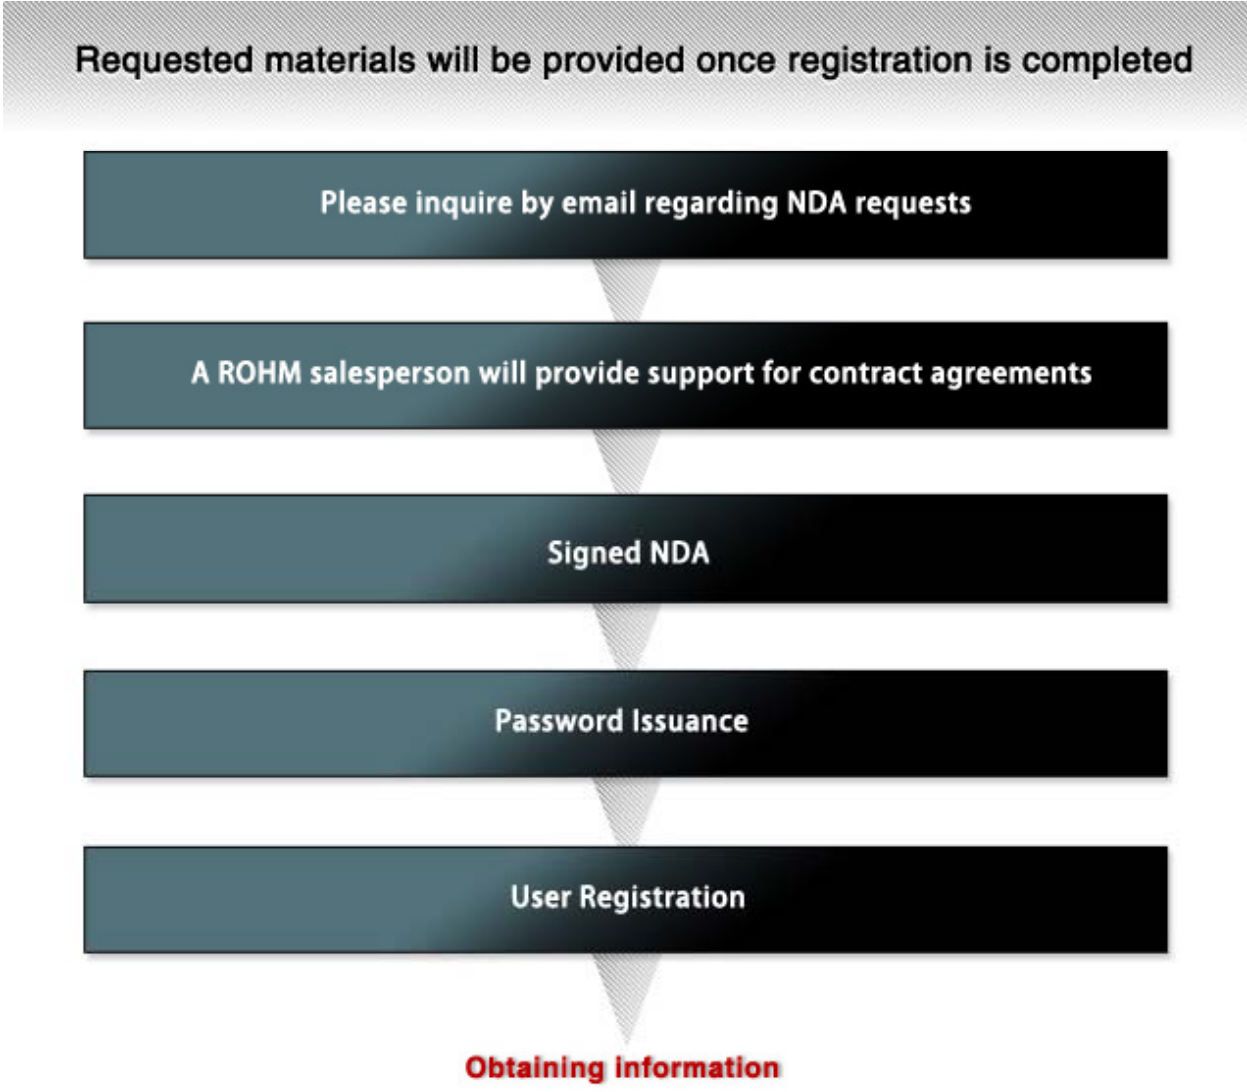 Requested materials will be provided once registration is completed
Please inquire by email regarding NDA requests
A ROHM salesperson will provide support for contract agreements
Signed NDA
Password Issuance
User Registration
Obtaining information